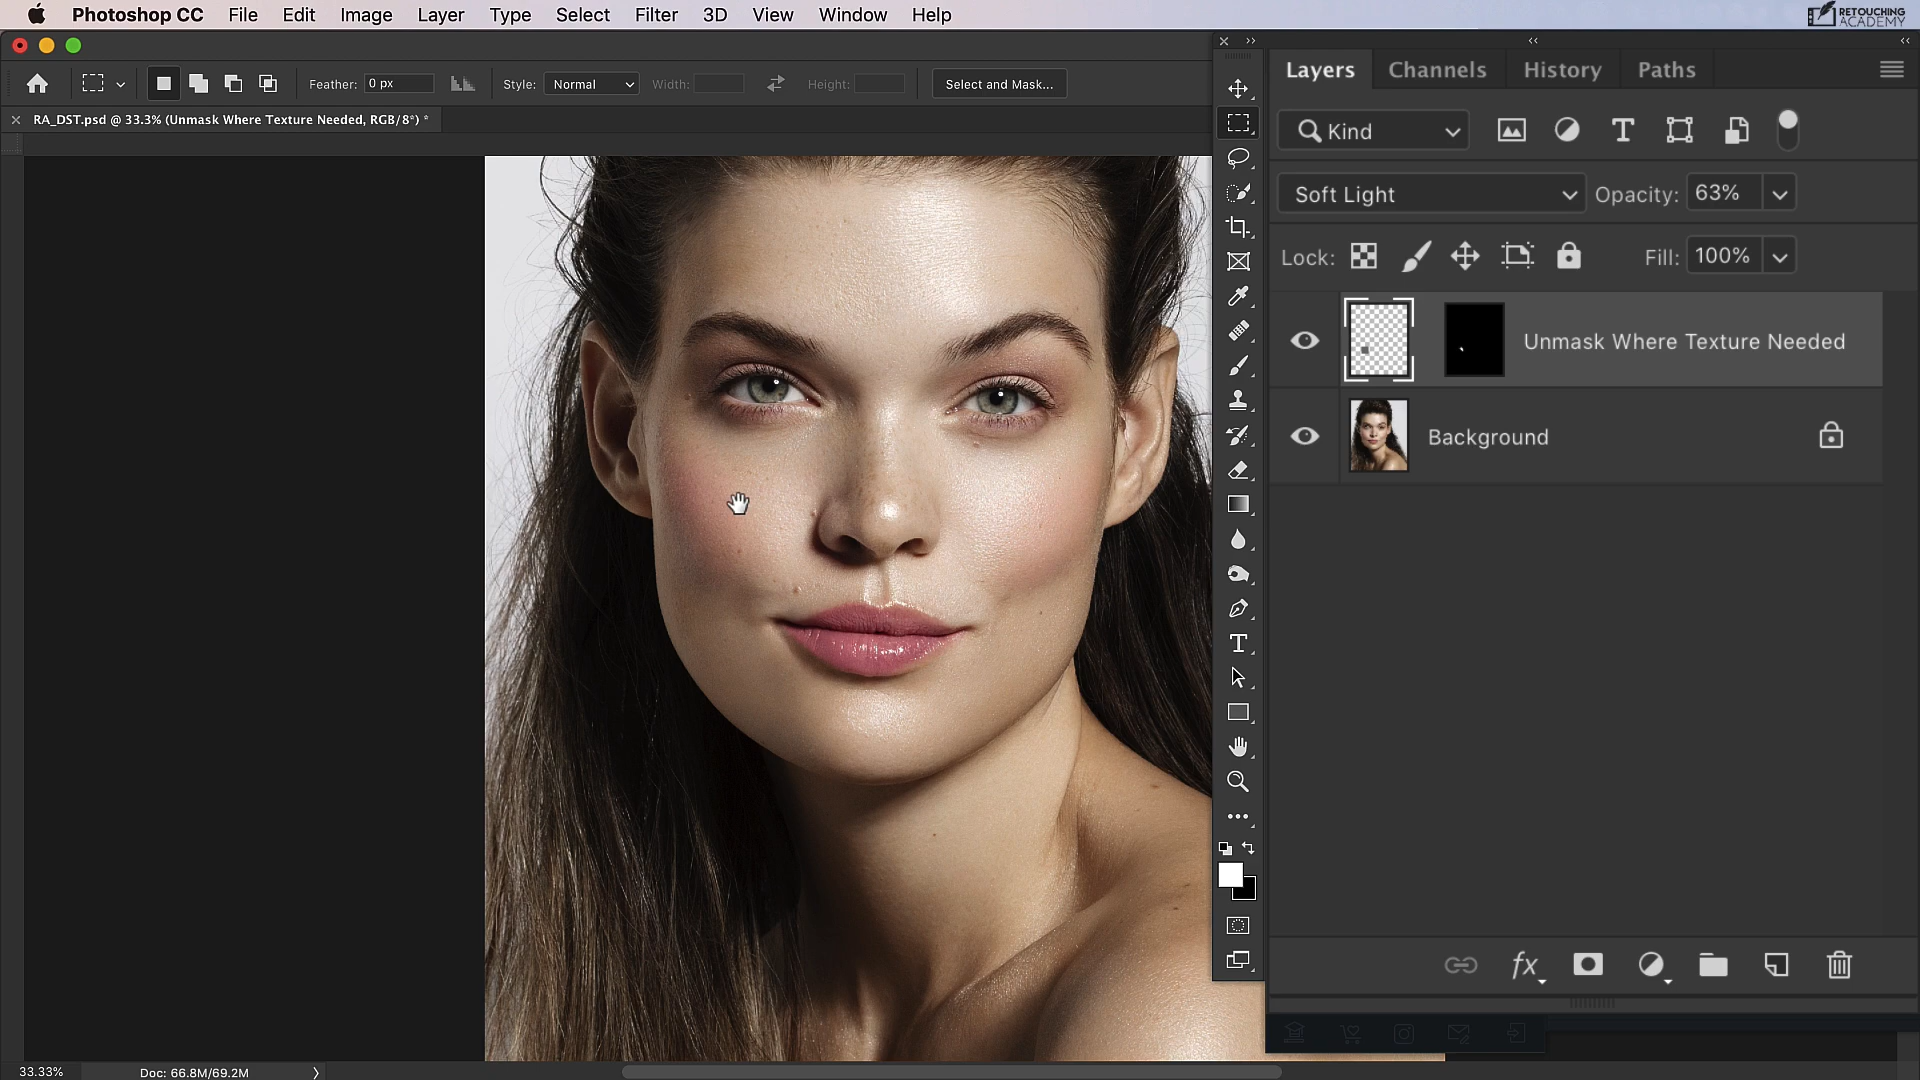 Photoshop CC File Edit Image Layer Type Select Filter 3D View Window Help
RETOUCHING
ACADEMY
Feather: 0 px Style: Normal Width: Height: Select and Mask...
RA_DST.psd @ 33.3% (Unmask Where Texture Needed, RGB/8*) *
Layers Channels History Paths
Kind
Soft Light Opacity: 63%
Lock: Fill: 100%
Unmask Where Texture Needed
Background
fx
33.33% Doc: 66.8M/69.2M